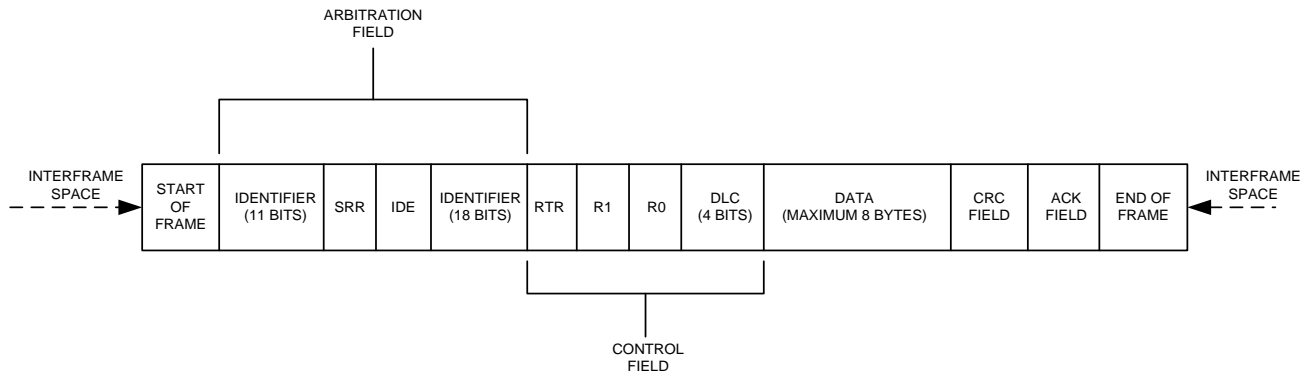 ARBITRATION
FIELD
INTERFRAME
SPACE
START
OF
FRAME
IDENTIFIER
(11 BITS)
SRR
IDE
IDENTIFIER
(18 BITS)
RTR
R1
R0
DLC
(4 BITS)
DATA
(MAXIMUM 8 BYTES)
CRC
FIELD
ACK
FIELD
END OF
FRAME
INTERFRAME
SPACE
CONTROL
FIELD